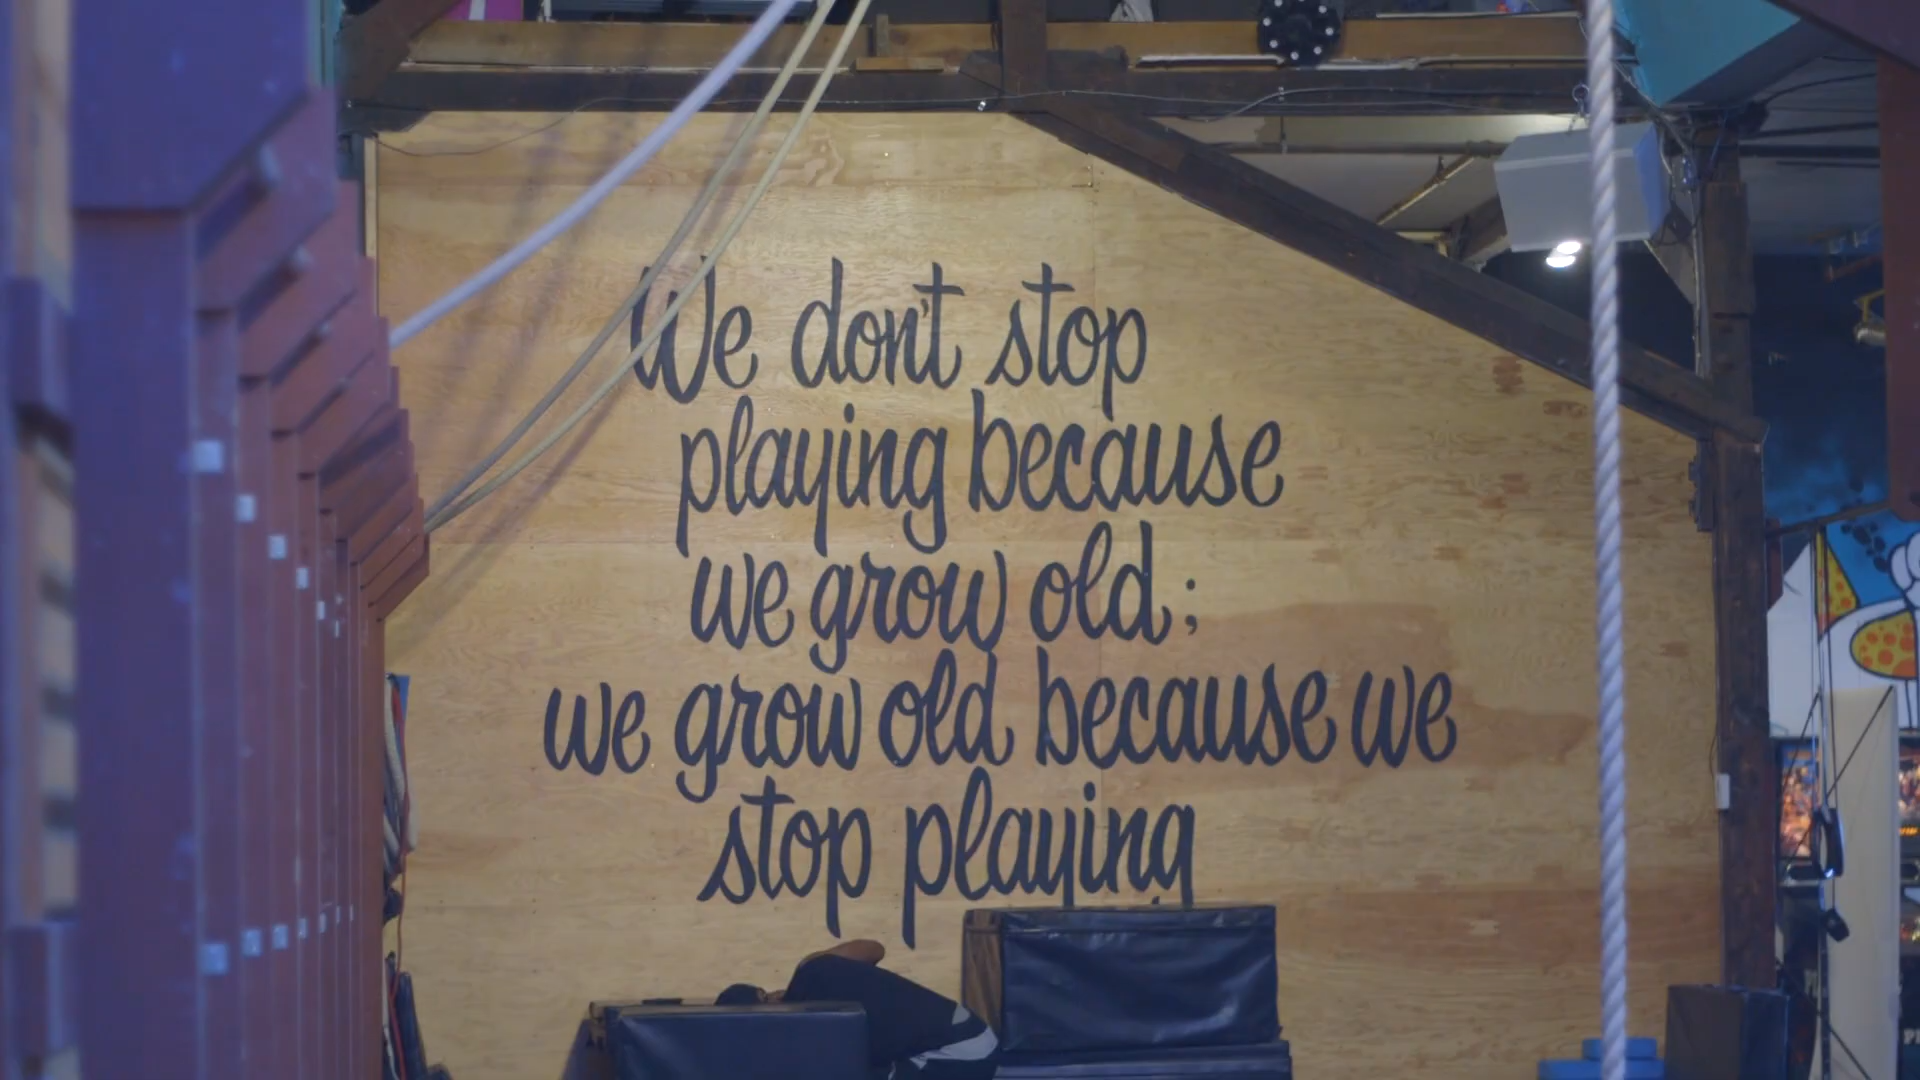 We don't stop
playing because
we grow old;
we grow old because we
stop playing